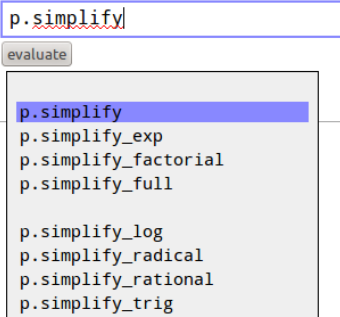 p.simplify
evaluate
p.simplify
p.simplify_exp
p.simplify_factorial
p.simplify_full
p.simplify_log
p.simplify_radical
p.simplify_rational
p.simplify_trig